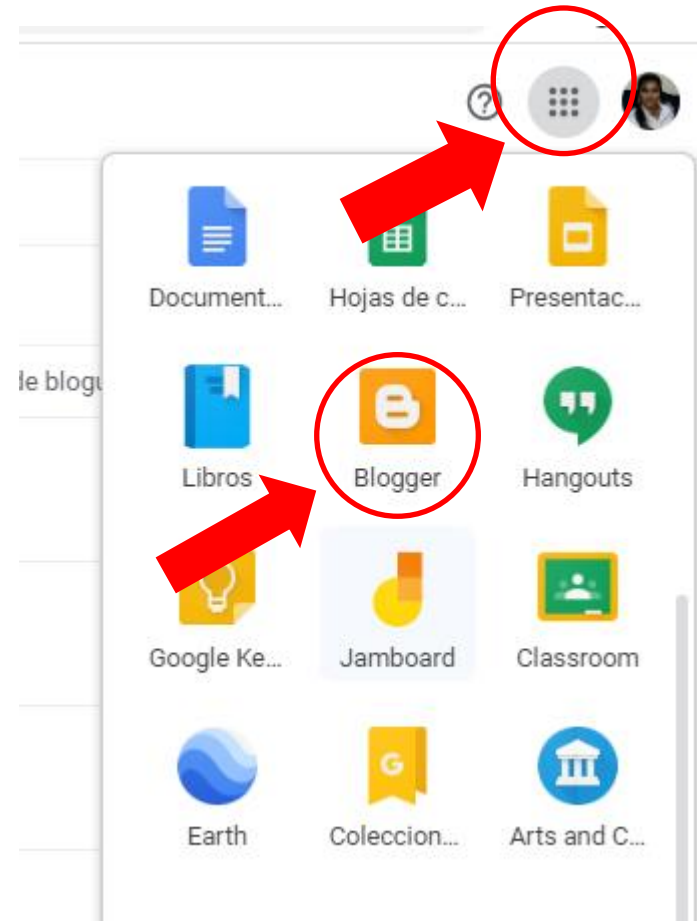 Document... Hojas de c... Presentac...
de blogu
Libros Blogger Hangouts
Google Ke... Jamboard Classroom
Earth Coleccion... Arts and C...